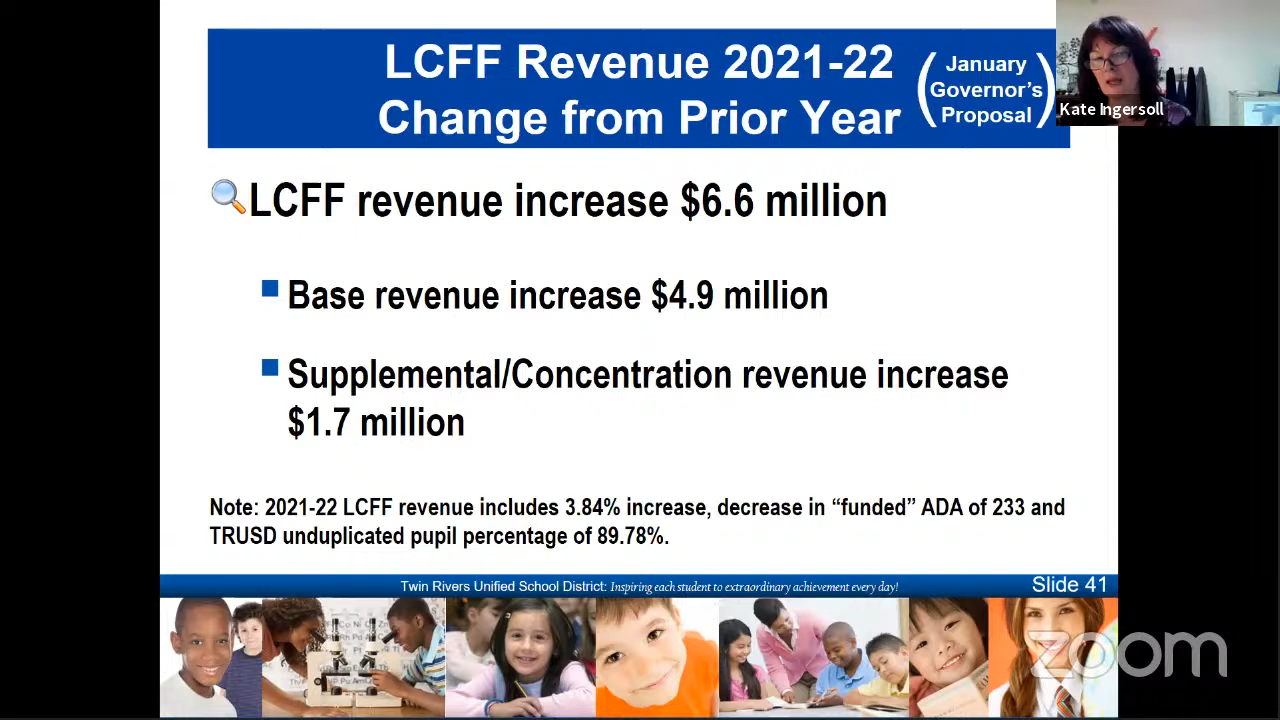 LCFF Revenue 2021-22
Change from Prior Year
(January
Governor's
Proposal)
Kate Ingersoll
LCFF revenue increase $6.6 million
Base revenue increase $4.9 million
Supplemental/Concentration revenue increase
$1.7 million
Note: 2021-22 LCFF revenue includes 3.84% increase, decrease in “funded” ADA of 233 and
TRUSD unduplicated pupil percentage of 89.78%.
Twin Rivers Unified School District: Inspiring each student to extraordinary achievement every day!
Slide 41
zoom